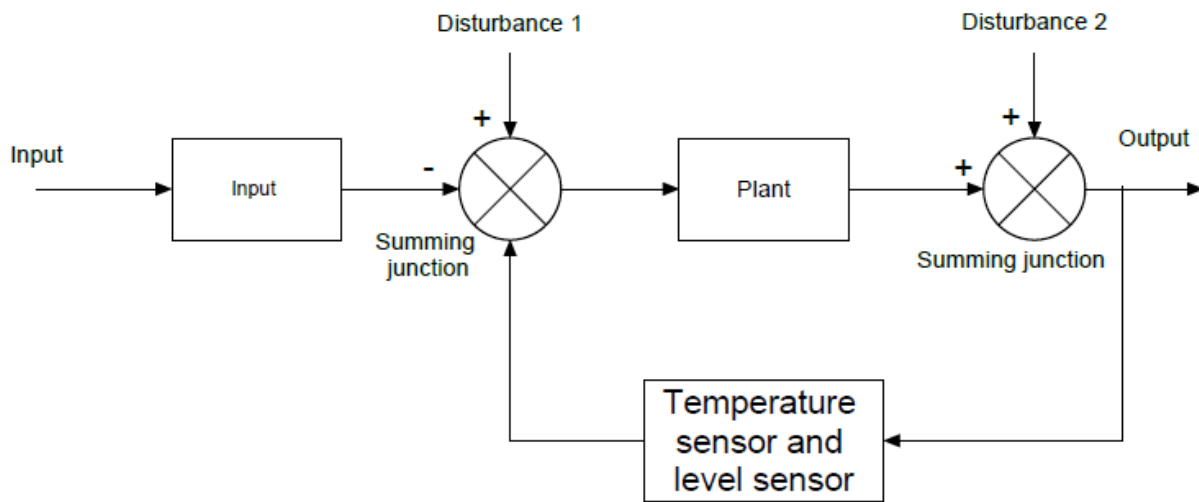 Disturbance 1
Disturbance 2
+
+
Input
Input
-
Plant
+
Output
Summing
junction
Summing junction
Temperature
sensor and
level sensor